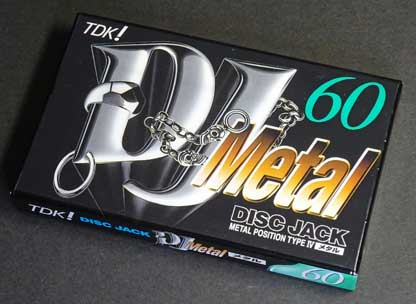 TDK!
DJ
60
Metal
DISC JACK
METAL POSITION TYPE IV メタル
TDK! DISC JACK DJ Metal 60